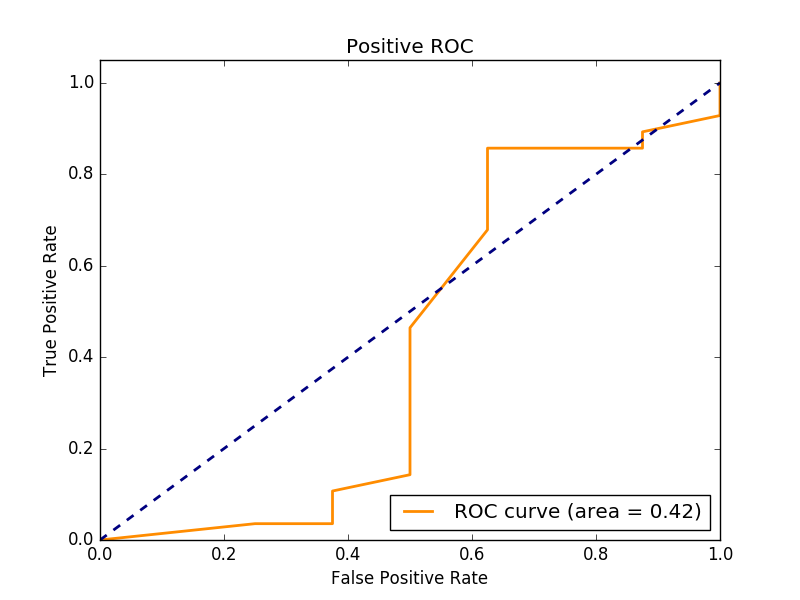 Positive ROC
True Positive Rate
1.0
0.8
0.6
0.4
0.2
0.0
ROC curve (area = 0.42)
0.0 0.2 0.4 0.6 0.8 1.0
False Positive Rate